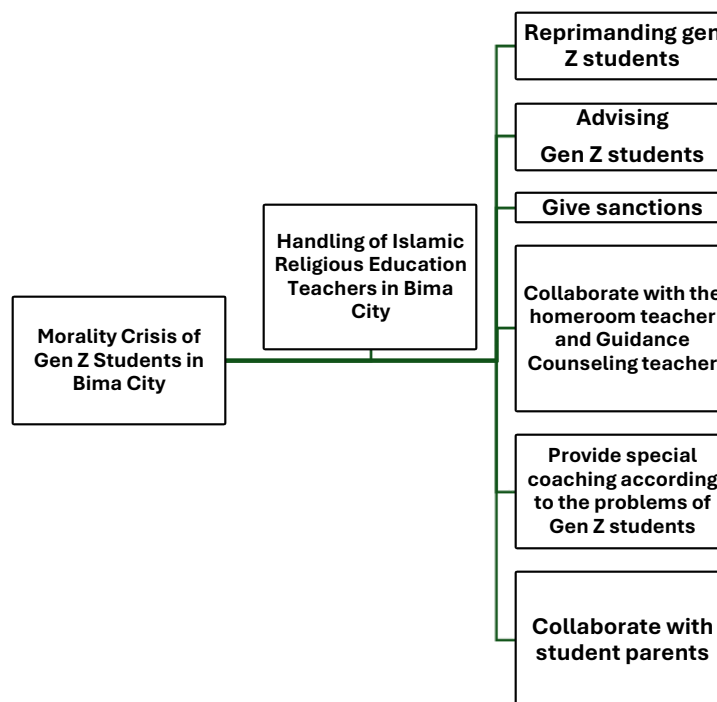 Morality Crisis of
Gen Z Students in
Bima City
Handling of Islamic
Religious Education
Teachers in Bima
City
Reprimanding gen
Z students
Advising
Gen Z students
Give sanctions
Collaborate with the
homeroom teacher
and Guidance
Counseling teacher
Provide special
coaching according
to the problems of
Gen Z students
Collaborate with
student parents